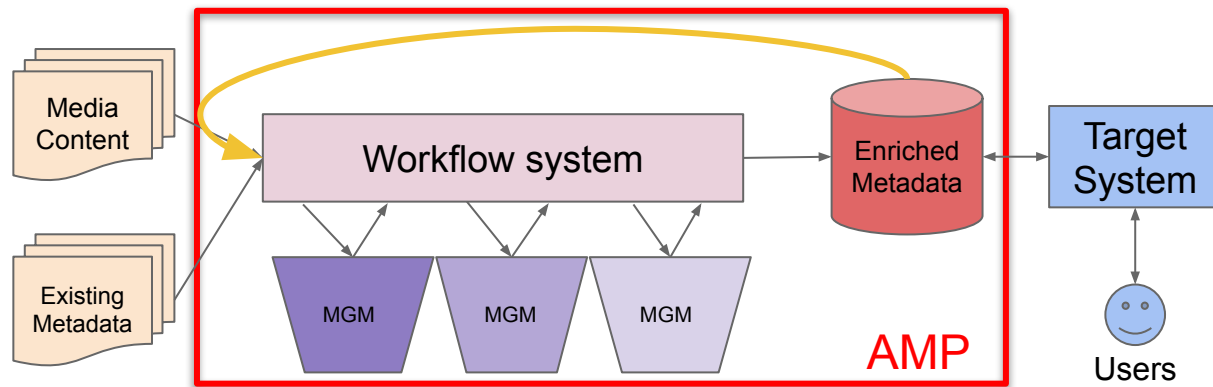 Media
Content
Existing
Metadata
Workflow system
MGM
MGM
MGM
Enriched
Metadata
AMP
Target
System
Users